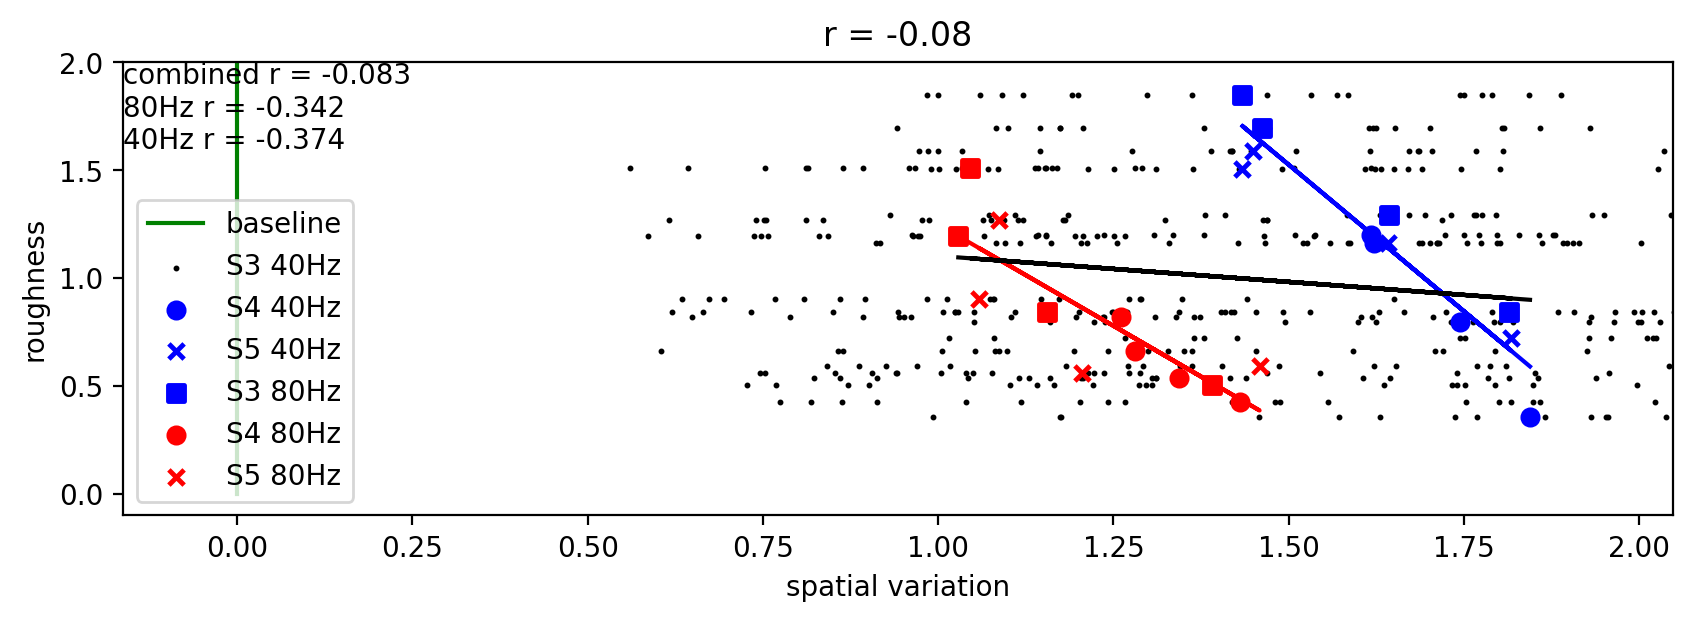 r = -0.08
combined r = -0.083
80Hz r = -0.342
40Hz r = -0.374
baseline
S3 40Hz
S4 40Hz
S5 40Hz
S3 80Hz
S4 80Hz
S5 80Hz
roughness
2.0
1.5
1.0
0.5
0.0
0.00 0.25 0.50 0.75 1.00 1.25 1.50 1.75 2.00
spatial variation